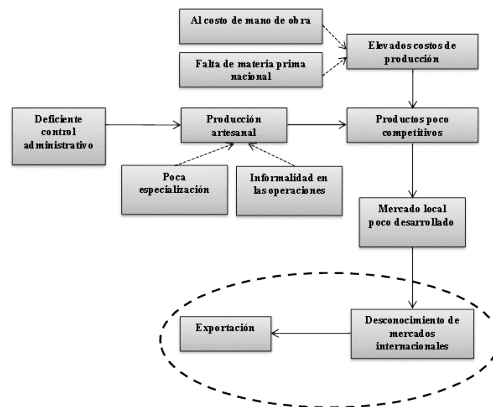 Al costo de mano de obra
Falta de materia prima
nacional
Elevados costos de
producción
Deficiente
control
administrativo
Producción
artesanal
Productos poco
competitivos
Poca
especialización
Informalidad en
las operaciones
Mercado local
poco desarrollado
Exportación
Desconocimiento de
mercados
internacionales